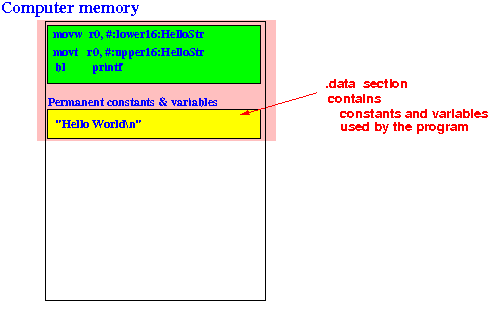 Computer memory
movw r0, #:lower16:HelloStr
movt r0, #:upper16:HelloStr
bl printf
Permanent constants & variables
"Hello World\n"
.data section
contains
constants and variables
used by the program